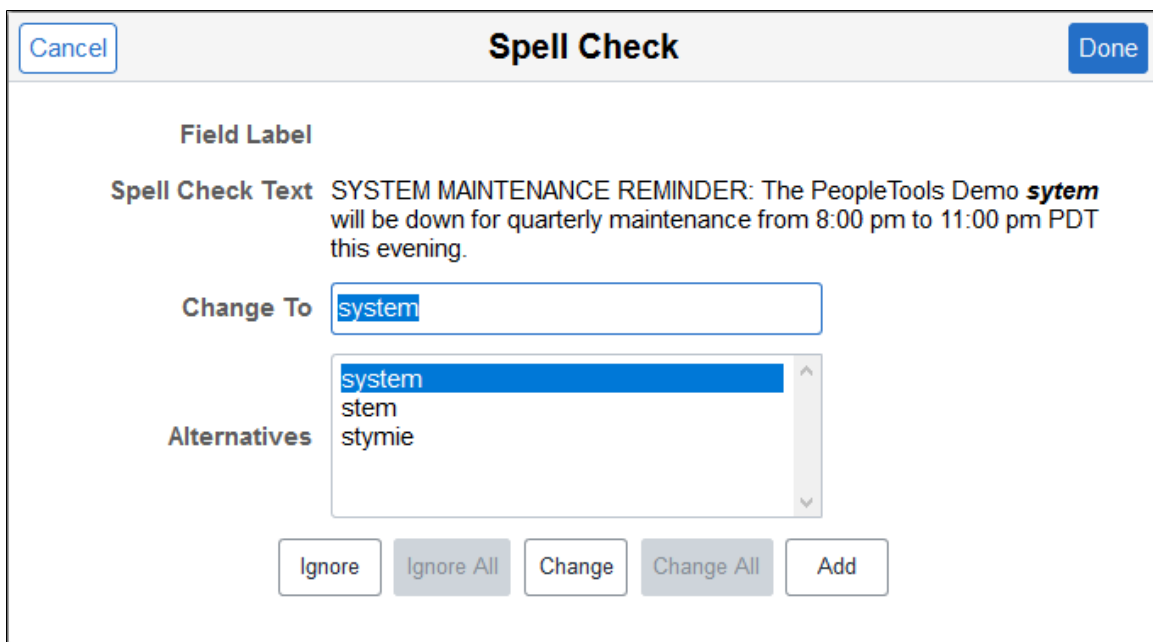 Cancel Spell Check Done
Field Label
Spell Check Text SYSTEM MAINTENANCE REMINDER: The PeopleTools Demo sytem
will be down for quarterly maintenance from 8:00 pm to 11:00 pm PDT
this evening.
Change To system
system
stem
Alternatives stymie
Ignore Ignore All Change Change All Add